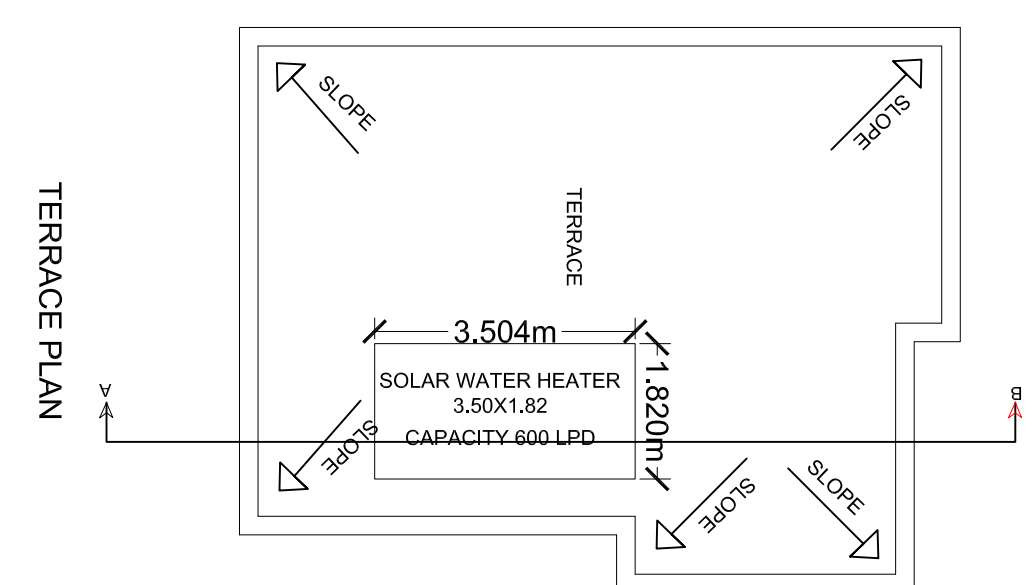 SLOPE
SLOPE
TERRACE
TERRACE PLAN
3.504m
SOLAR WATER HEATER
3.50X1.82
CAPACITY 600 LPD
1.820m
A
B
SLOPE
SLOPE
SLOPE